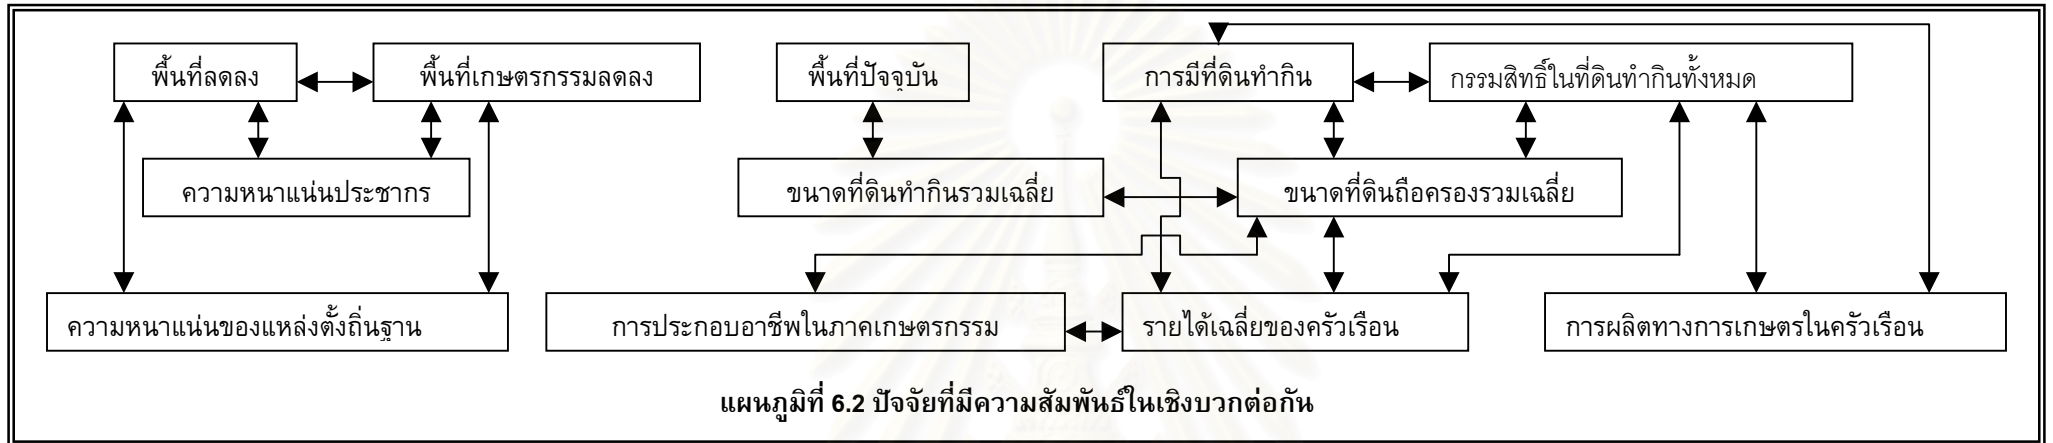 พื้นที่ลดลง
พื้นที่เกษตรกรรมลดลง
พื้นที่ปัจจุบัน
การมีที่ดินทำกิน
กรรมสิทธิ์ในที่ดินทำกินทั้งหมด
ความหนาแน่นประชากร
ขนาดที่ดินทำกินรวมเฉลี่ย
ขนาดที่ดินถือครองรวมเฉลี่ย
ความหนาแน่นของแหล่งตั้งถิ่นฐาน
การประกอบอาชีพในภาคเกษตรกรรม
รายได้เฉลี่ยของครัวเรือน
การผลิตทางการเกษตรในครัวเรือน
แผนภูมิที่ 6.2 ปัจจัยที่มีความสัมพันธ์ในเชิงบวกต่อกัน